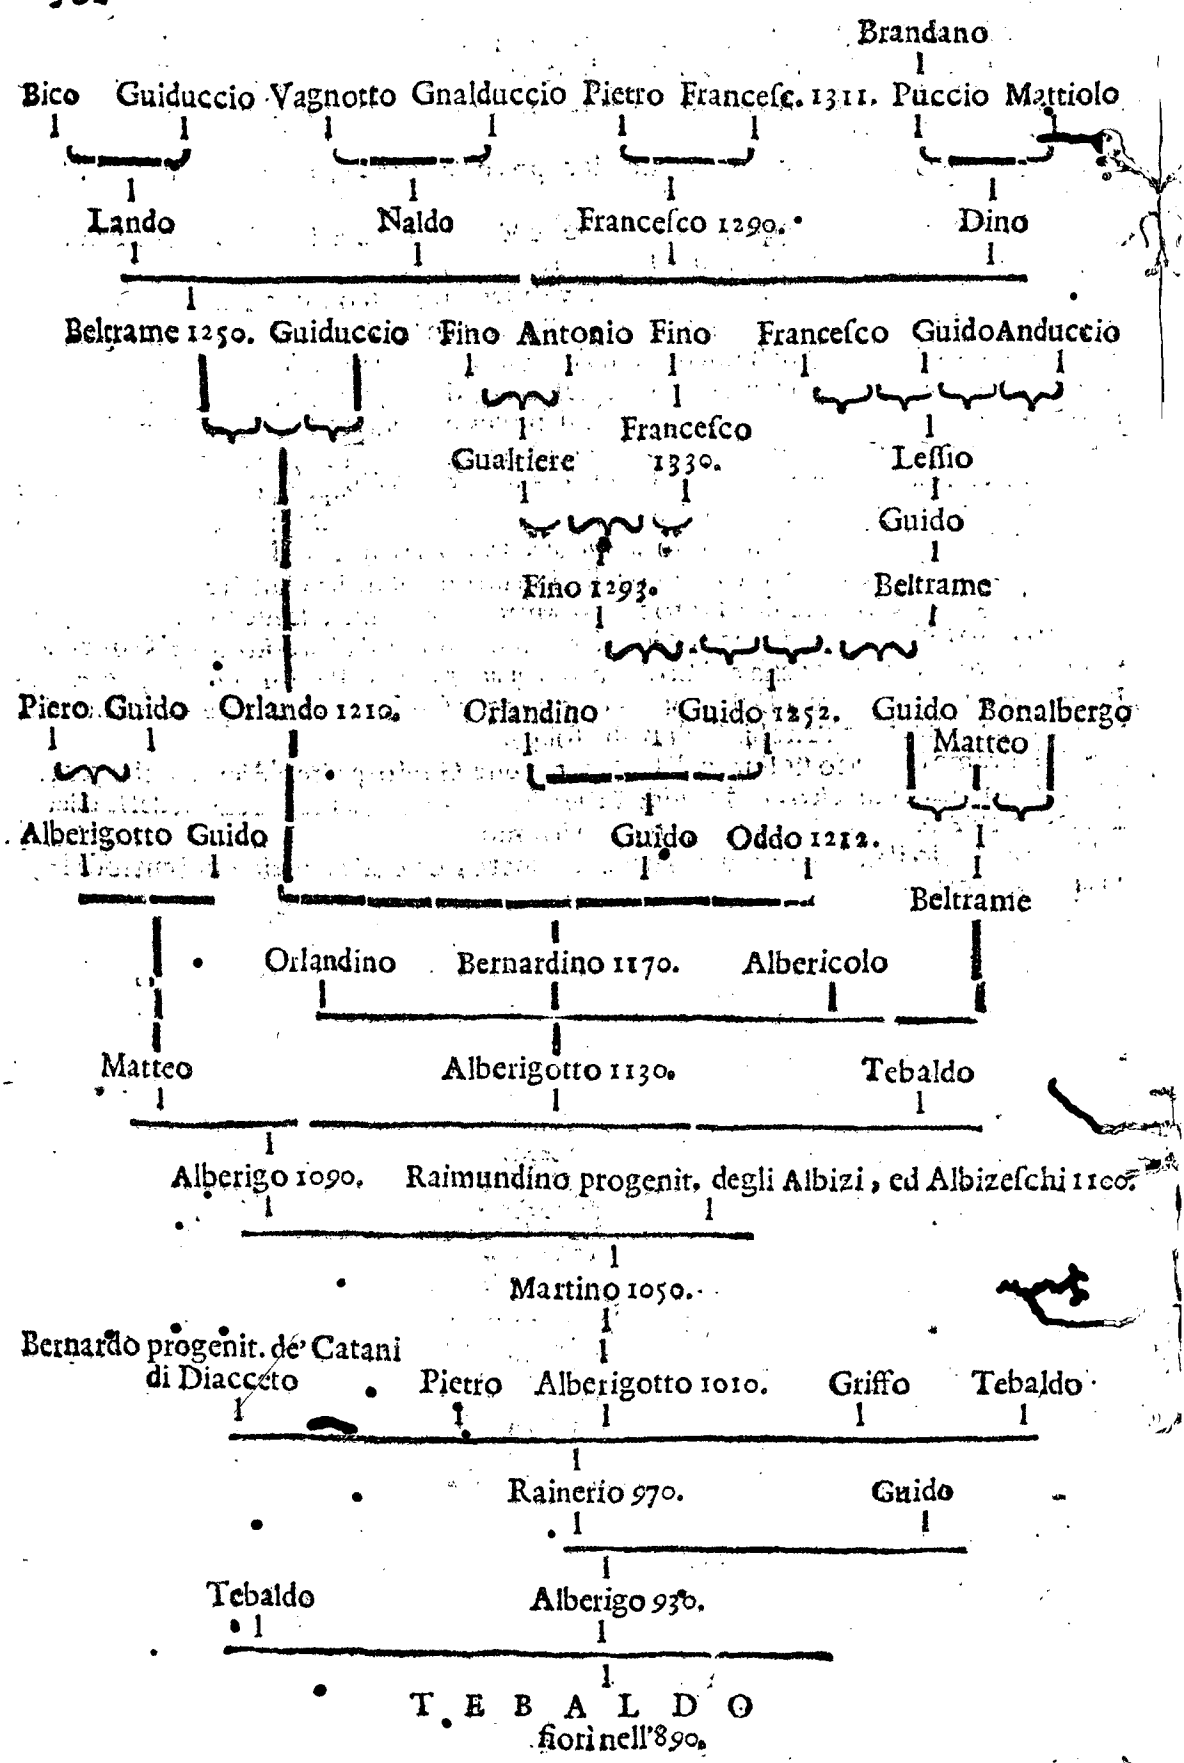 Brandano
Bico Guiduccio Vagnotto Gnalduccio Pietro Franceſc. 1311. Puccio Mattiolo
Lando Naldo Franceſco 1290. Dino
Beltrame 1250. Guiduccio Fino Antonio Fino Franceſco Guido Anduccio
Franceſco
Gualtiere 1330. Leſſio
Guido
Fino 1293. Beltrame
Piero Guido Orlando 1210. Orlandino Guido 1252. Guido Bonalbergo
Matteo
Alberigotto Guido Guido Oddo 1212.
Beltrame
Orlandino Bernardino 1170. Albericolo
Matteo Alberigotto 1130. Tebaldo
Alberigo 1090. Raimundino progenit. degli Albizi, ed Albizeſchi 1100.
Martino 1050.
Bernardo progenit. de' Catani
di Diacceto Pietro Alberigotto 1010. Griffo Tebaldo
Rainerio 970. Guido
Tebaldo Alberigo 930.
TEBALDO
fiorì nell'890.